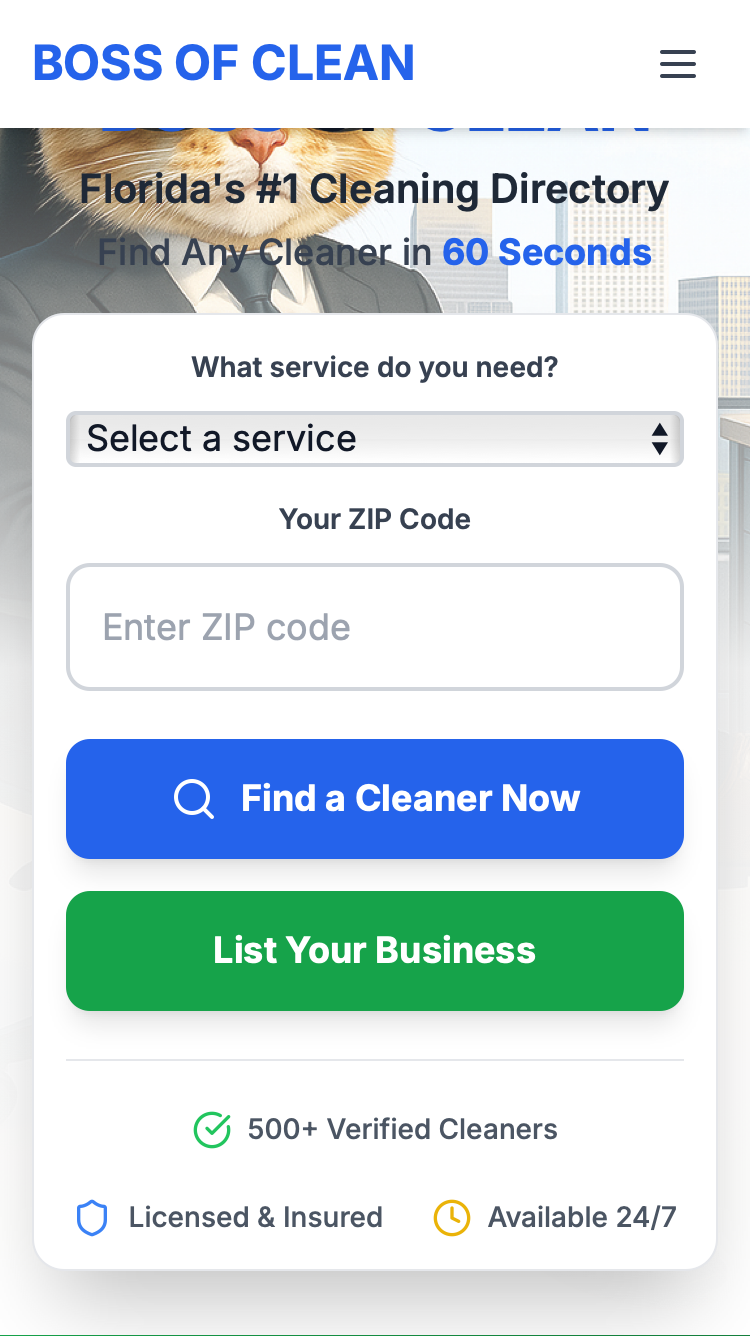 BOSS OF CLEAN
Florida's #1 Cleaning Directory
Find Any Cleaner in 60 Seconds
What service do you need?
Select a service
Your ZIP Code
Enter ZIP code
Find a Cleaner Now
List Your Business
500+ Verified Cleaners
Licensed & Insured
Available 24/7